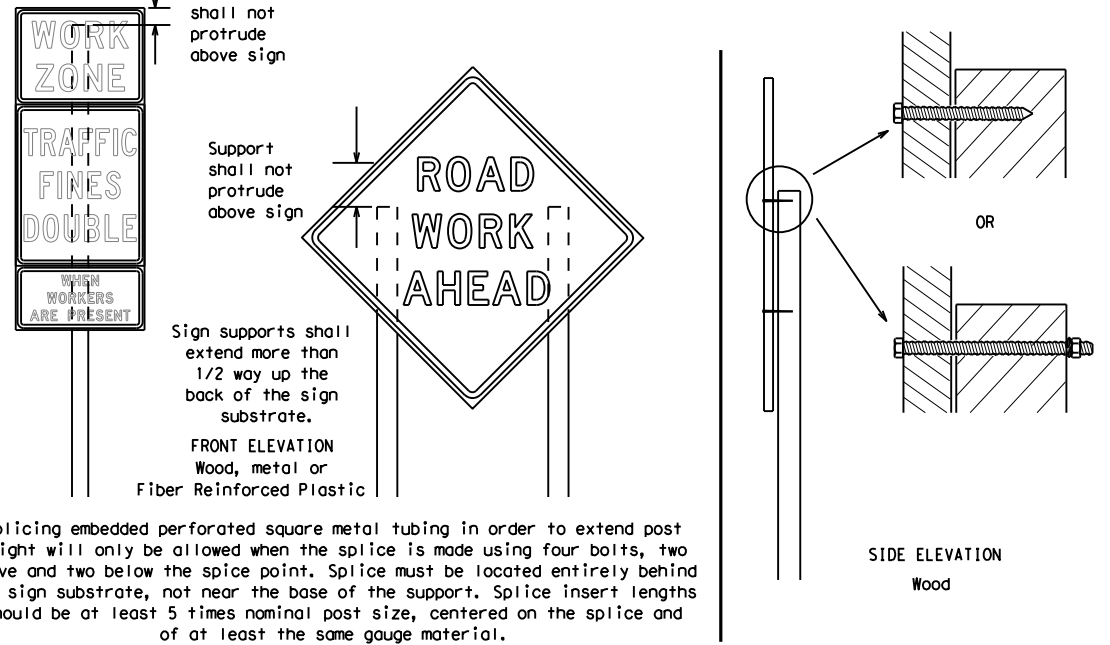 shall not
protrude
above sign
WORK
ZONE
TRAFFIC
FINES
DOUBLE
WHEN
WORKERS
ARE PRESENT
Support
shall not
protrude
above sign
ROAD
WORK
AHEAD
Sign supports shall
extend more than
1/2 way up the
back of the sign
substrate.
FRONT ELEVATION
Wood, metal or
Fiber Reinforced Plastic
plicing embedded perforated square metal tubing in order to extend post
ight will only be allowed when the splice is made using four bolts, two
ve and two below the spice point. Splice must be located entirely behind
sign substrate, not near the base of the support. Splice insert lengths
ould be at least 5 times nominal post size, centered on the splice and
of at least the same gauge material.
OR
SIDE ELEVATION
Wood